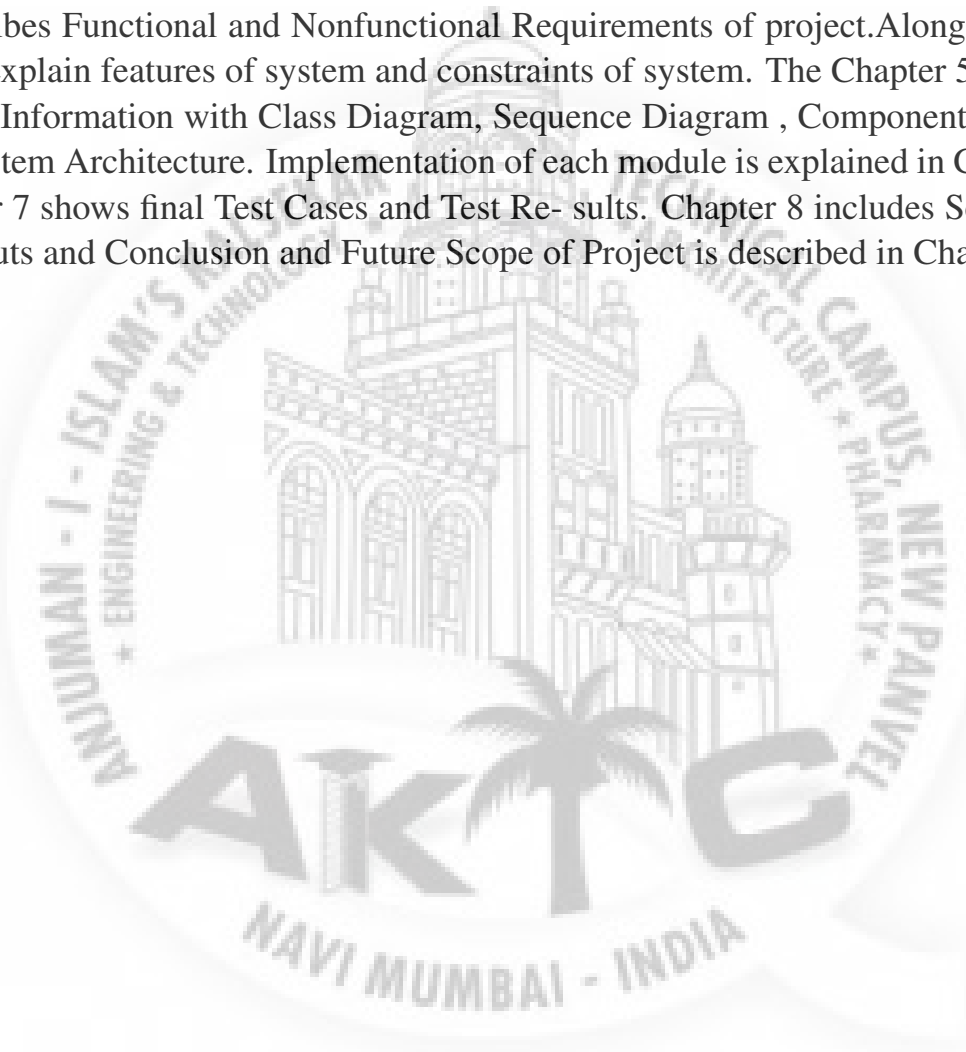 ibes Functional and Nonfunctional Requirements of project.Along
explain features of system and constraints of system. The Chapter 5
Information with Class Diagram, Sequence Diagram , Component
tem Architecture. Implementation of each module is explained in C
r 7 shows final Test Cases and Test Re- sults. Chapter 8 includes S
uts and Conclusion and Future Scope of Project is described in Cha
ANJUMAN - I - ISLAM'S KALSEKAR TECHNICAL CAMPUS, NEW PANVEL
* ENGINEERING & TECHNOLOGY * ARCHITECTURE * PHARMACY *
AKTC
NAVI MUMBAI - INDIA